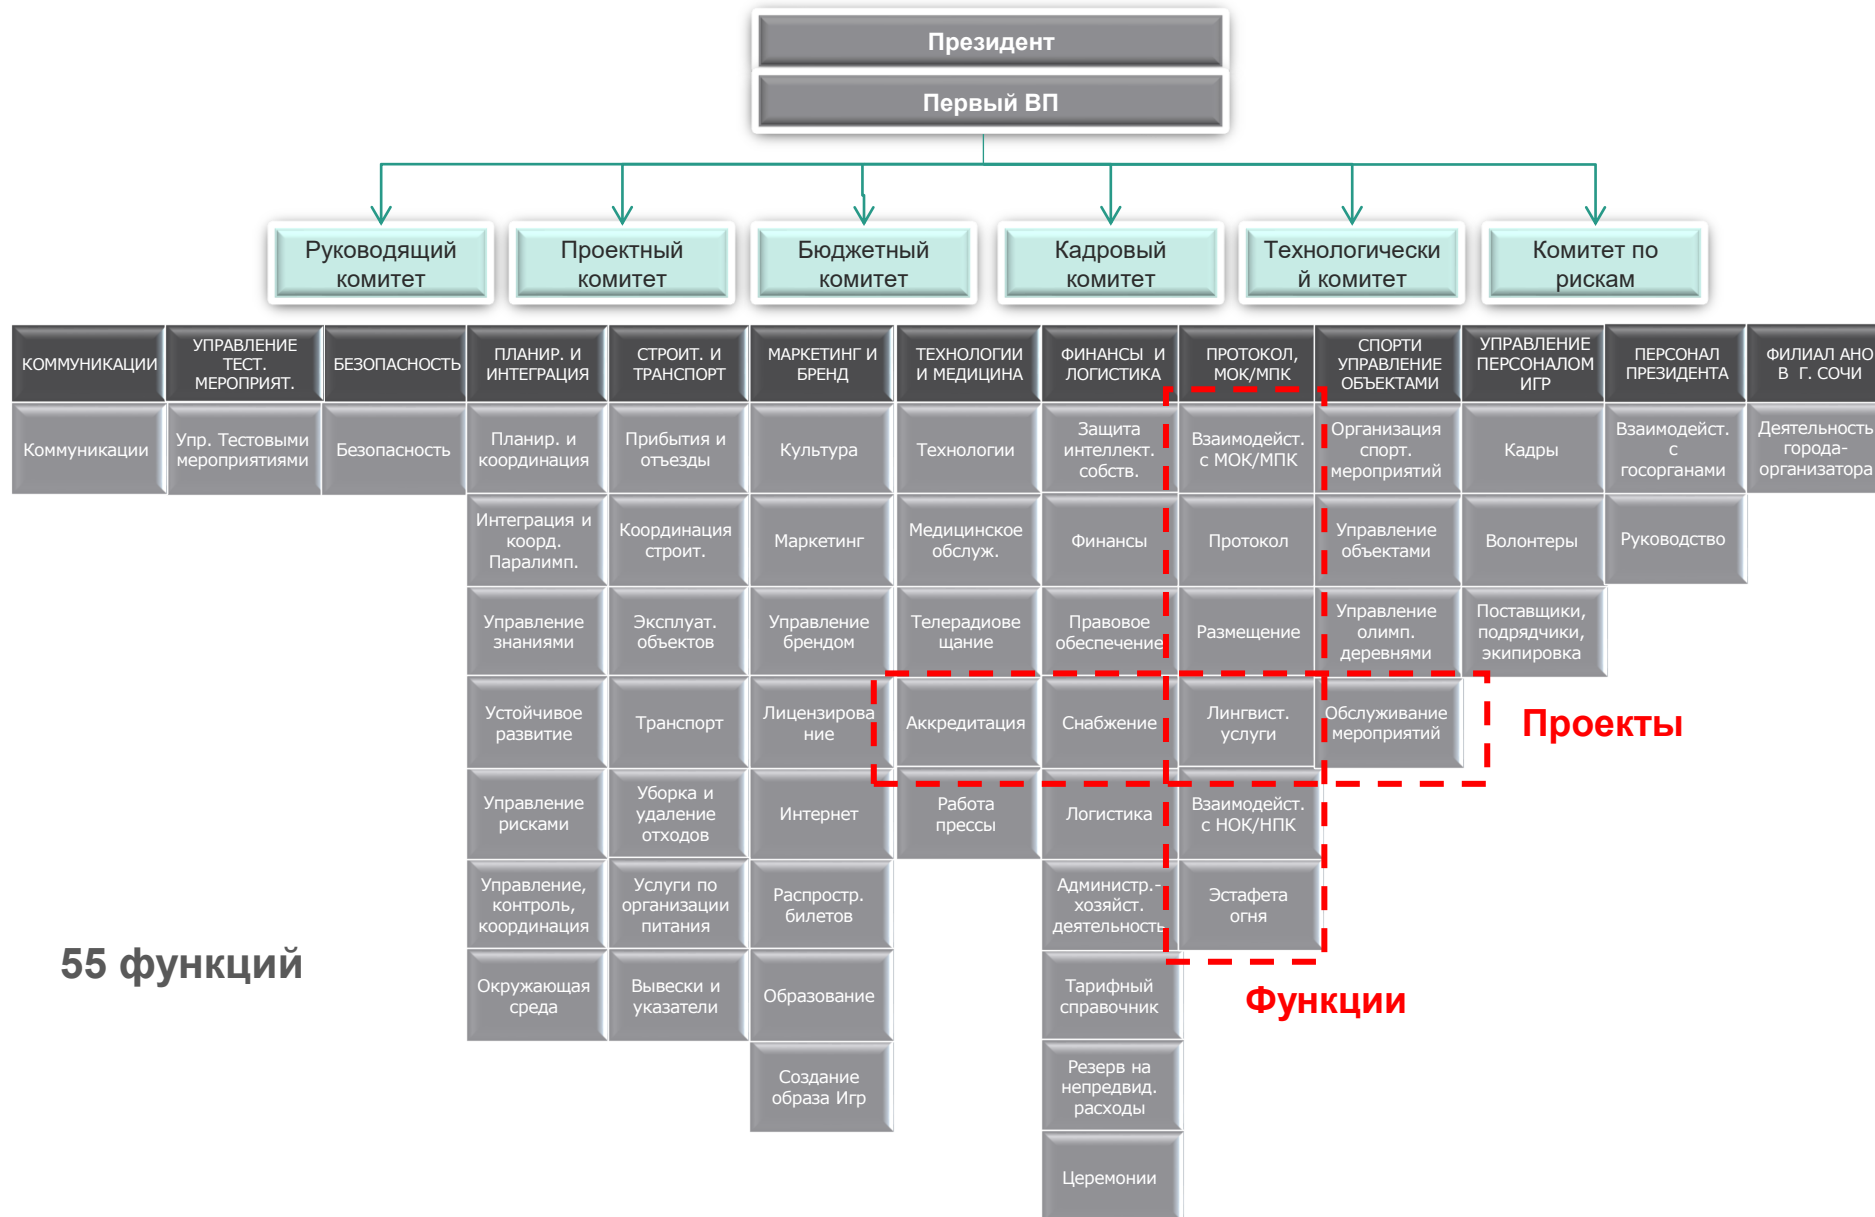 Президент
Первый ВП
Руководящий
комитет
Проектный
комитет
Бюджетный
комитет
Кадровый
комитет
Технологически
й комитет
Комитет по
рискам
КОММУНИКАЦИИ
УПРАВЛЕНИЕ
ТЕСТ.
МЕРОПРИЯТ.
БЕЗОПАСНОСТЬ
ПЛАНИР. И
ИНТЕГРАЦИЯ
СТРОИТ. И
ТРАНСПОРТ
МАРКЕТИНГ И
БРЕНД
ТЕХНОЛОГИИ
И МЕДИЦИНА
ФИНАНСЫ И
ЛОГИСТИКА
ПРОТОКОЛ,
МОК/МПК
СПОРТИ
УПРАВЛЕНИЕ
ОБЪЕКТАМИ
УПРАВЛЕНИЕ
ПЕРСОНАЛОМ
ИГР
ПЕРСОНАЛ
ПРЕЗИДЕНТА
ФИЛИАЛ АНО
В Г. СОЧИ
Коммуникации
Упр. Тестовыми
мероприятиями
Безопасность
Планир. и
координация
Прибытия и
отъезды
Культура
Технологии
Защита
интеллект.
собств.
Взаимодейст.
с МОК/МПК
Организация
спорт.
мероприятий
Кадры
Взаимодейст.
с
госорганами
Деятельность
города-
организатора
Интеграция и
коорд.
Паралимп.
Координация
строит.
Маркетинг
Медицинское
обслуж.
Финансы
Протокол
Управление
объектами
Волонтеры
Руководство
Управление
знаниями
Эксплуат.
объектов
Управление
брендом
Телерадиове
щание
Правовое
обеспечение
Размещение
Управление
олимп.
деревнями
Поставщики,
подрядчики,
экипировка
Устойчивое
развитие
Транспорт
Лицензирова
ние
Аккредитация
Снабжение
Лингвист.
услуги
Обслуживание
мероприятий
Проекты
Управление
рисками
Уборка и
удаление
отходов
Интернет
Работа
прессы
Логистика
Взаимодейст.
с НОК/НПК
Управление,
контроль,
координация
Услуги по
организации
питания
Распростр.
билетов
Администр.-
хозяйст.
деятельность
Эстафета
огня
55 функций
Окружающая
среда
Вывески и
указатели
Образование
Тарифный
справочник
Функции
Создание
образа Игр
Резерв на
непредвид.
расходы
Церемонии